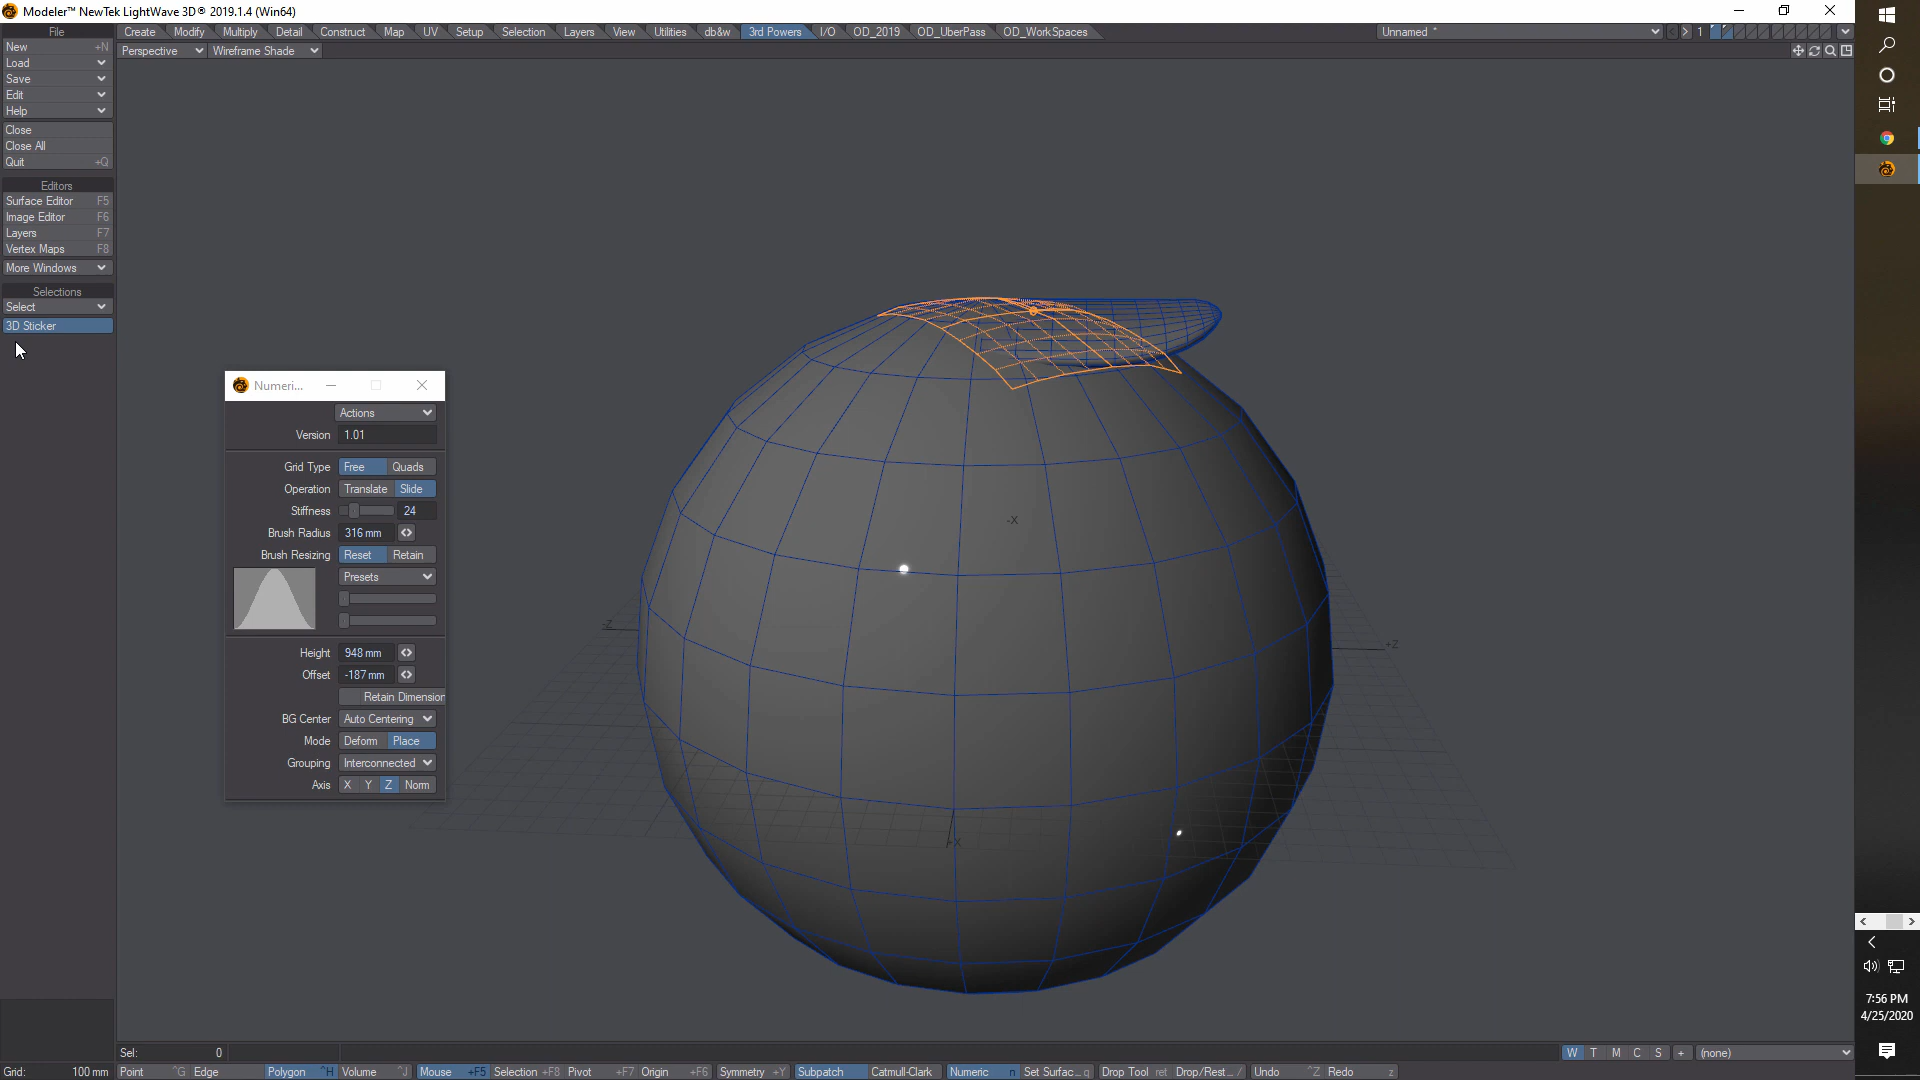 Modeler™ NewTek LightWave 3D® 2019.1.4 (Win64)
File
Create Modify Multiply Detail Construct Map UV Setup Selection Layers View Utilities db&w 3rd Powers I/O OD_2019 OD_UberPass OD_WorkSpaces Unnamed * 1
New +N
Perspective Wireframe Shade
Load
Save
Edit
Help
Close
Close All
Quit +Q
Editors
Surface Editor F5
Image Editor F6
Layers F7
Vertex Maps F8
More Windows
Selections
Select
3D Sticker
Numeri...
Actions
Version 1.01
Grid Type Free Quads
Operation Translate Slide
Stiffness 24
Brush Radius 316 mm
Brush Resizing Reset Retain
Presets
Height 948 mm
Offset -187 mm
Retain Dimension
BG Center Auto Centering
Mode Deform Place
Grouping Interconnected
Axis X Y Z Norm
-X
-Z
+Z
+X
7:56 PM
4/25/2020
Sel: 0
W T M C S + (none)
Grid: 100 mm Point ^G Edge Polygon ^H Volume ^J Mouse +F5 Selection +F8 Pivot +F7 Origin +F6 Symmetry +Y Subpatch Catmull-Clark Numeric n Set Surfac... q Drop Tool ret Drop/Rest... / Undo ^Z Redo z